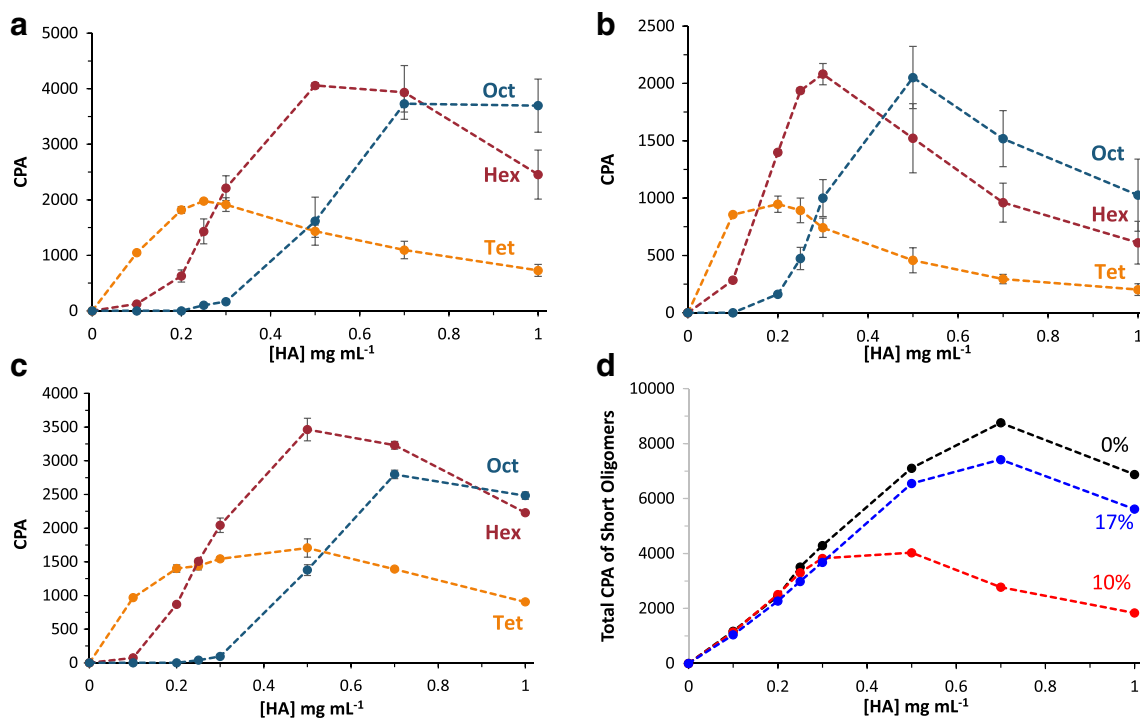 a
5000
4000
3000
2000
1000
0
CPA
0 0.2 0.4 0.6 0.8 1
[HA] mg mL⁻¹
Oct
Hex
Tet
b
2500
2000
1500
1000
500
0
CPA
0 0.2 0.4 0.6 0.8 1
[HA] mg mL⁻¹
Oct
Hex
Tet
c
4000
3500
3000
2500
2000
1500
1000
500
0
CPA
0 0.2 0.4 0.6 0.8 1
[HA] mg mL⁻¹
Oct
Hex
Tet
d
10000
8000
6000
4000
2000
0
Total CPA of Short Oligomers
0 0.2 0.4 0.6 0.8 1
[HA] mg mL⁻¹
0%
17%
10%